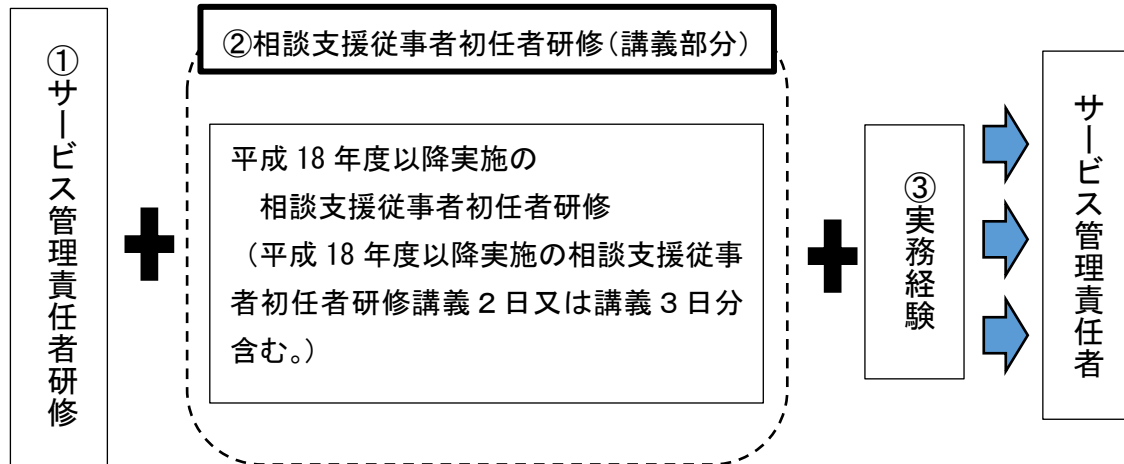 ①サービス管理責任者研修
②相談支援従事者初任者研修(講義部分)
平成 18 年度以降実施の
相談支援従事者初任者研修
(平成 18 年度以降実施の相談支援従事
者初任者研修講義2日又は講義3日分
含む。)
③実務経験
サービス管理責任者